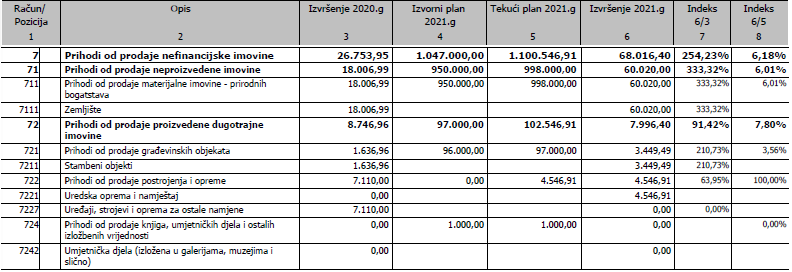 Račun/ Pozicija Opis Izvršenje 2020.g Izvorni plan 2021.g Tekući plan 2021.g Izvršenje 2021.g Indeks 6/3 Indeks 6/5
1 2 3 4 5 6 7 8
7 Prihodi od prodaje nefinancijske imovine 26.753,95 1.047.000,00 1.100.546,91 68.016,40 254,23% 6,18%
71 Prihodi od prodaje neproizvedene imovine 18.006,99 950.000,00 998.000,00 60.020,00 333,32% 6,01%
711 Prihodi od prodaje materijalne imovine - prirodnih 18.006,99 950.000,00 998.000,00 60.020,00 333,32% 6,01%
bogatstava
7111 Zemljište 18.006,99 60.020,00 333,32%
72 Prihodi od prodaje proizvedene dugotrajne 8.746,96 97.000,00 102.546,91 7.996,40 91,42% 7,80%
imovine
721 Prihodi od prodaje građevinskih objekata 1.636,96 96.000,00 97.000,00 3.449,49 210,73% 3,56%
7211 Stambeni objekti 1.636,96 3.449,49 210,73%
722 Prihodi od prodaje postrojenja i opreme 7.110,00 0,00 4.546,91 4.546,91 63,95% 100,00%
7221 Uredska oprema i namještaj 0,00 4.546,91
7227 Uređaji, strojevi i oprema za ostale namjene 7.110,00 0,00 0,00%
724 Prihodi od prodaje knjiga, umjetničkih djela i ostalih 0,00 1.000,00 1.000,00 0,00 0,00%
izložbenih vrijednosti
7242 Umjetnička djela (izložena u galerijama, muzejima i 0,00 0,00
slično)